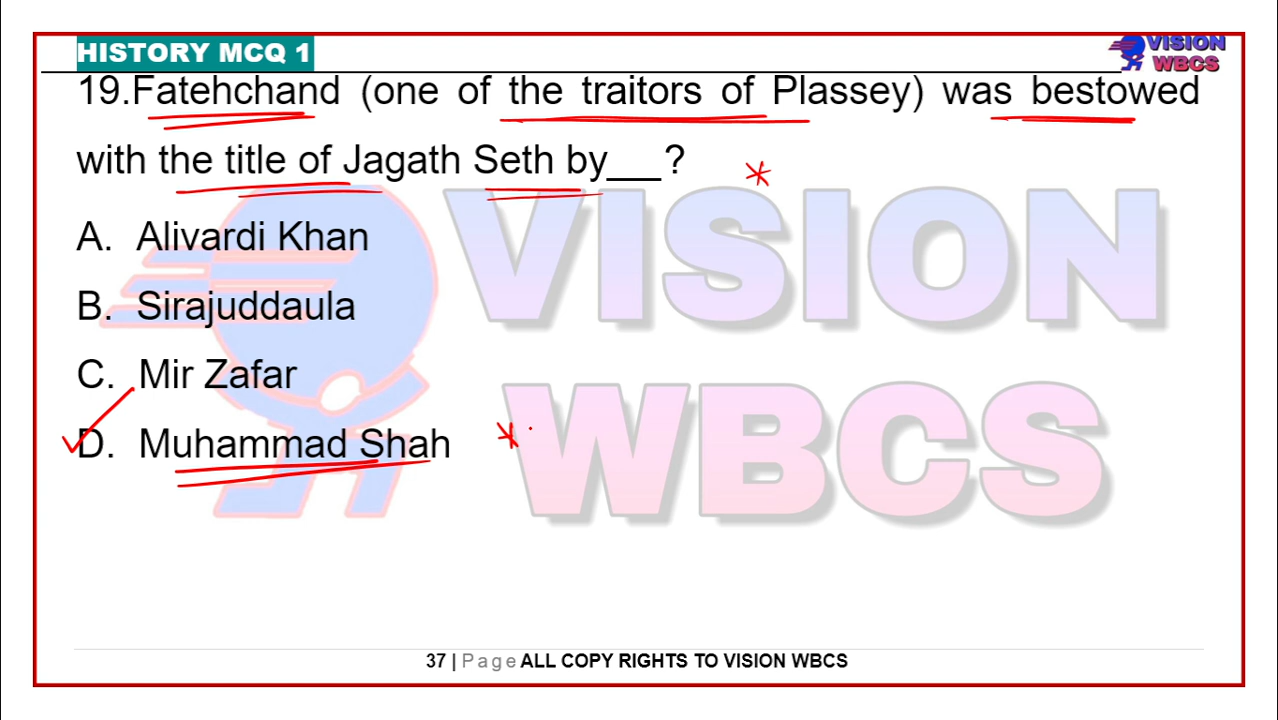 HISTORY MCQ 1
VISION
WBCS
19.Fatehchand (one of the traitors of Plassey) was bestowed
with the title of Jagath Seth by___?
A. Alivardi Khan
B. Sirajuddaula
C. Mir Zafar
D. Muhammad Shah
VISION
WBCS
37 | Page ALL COPY RIGHTS TO VISION WBCS